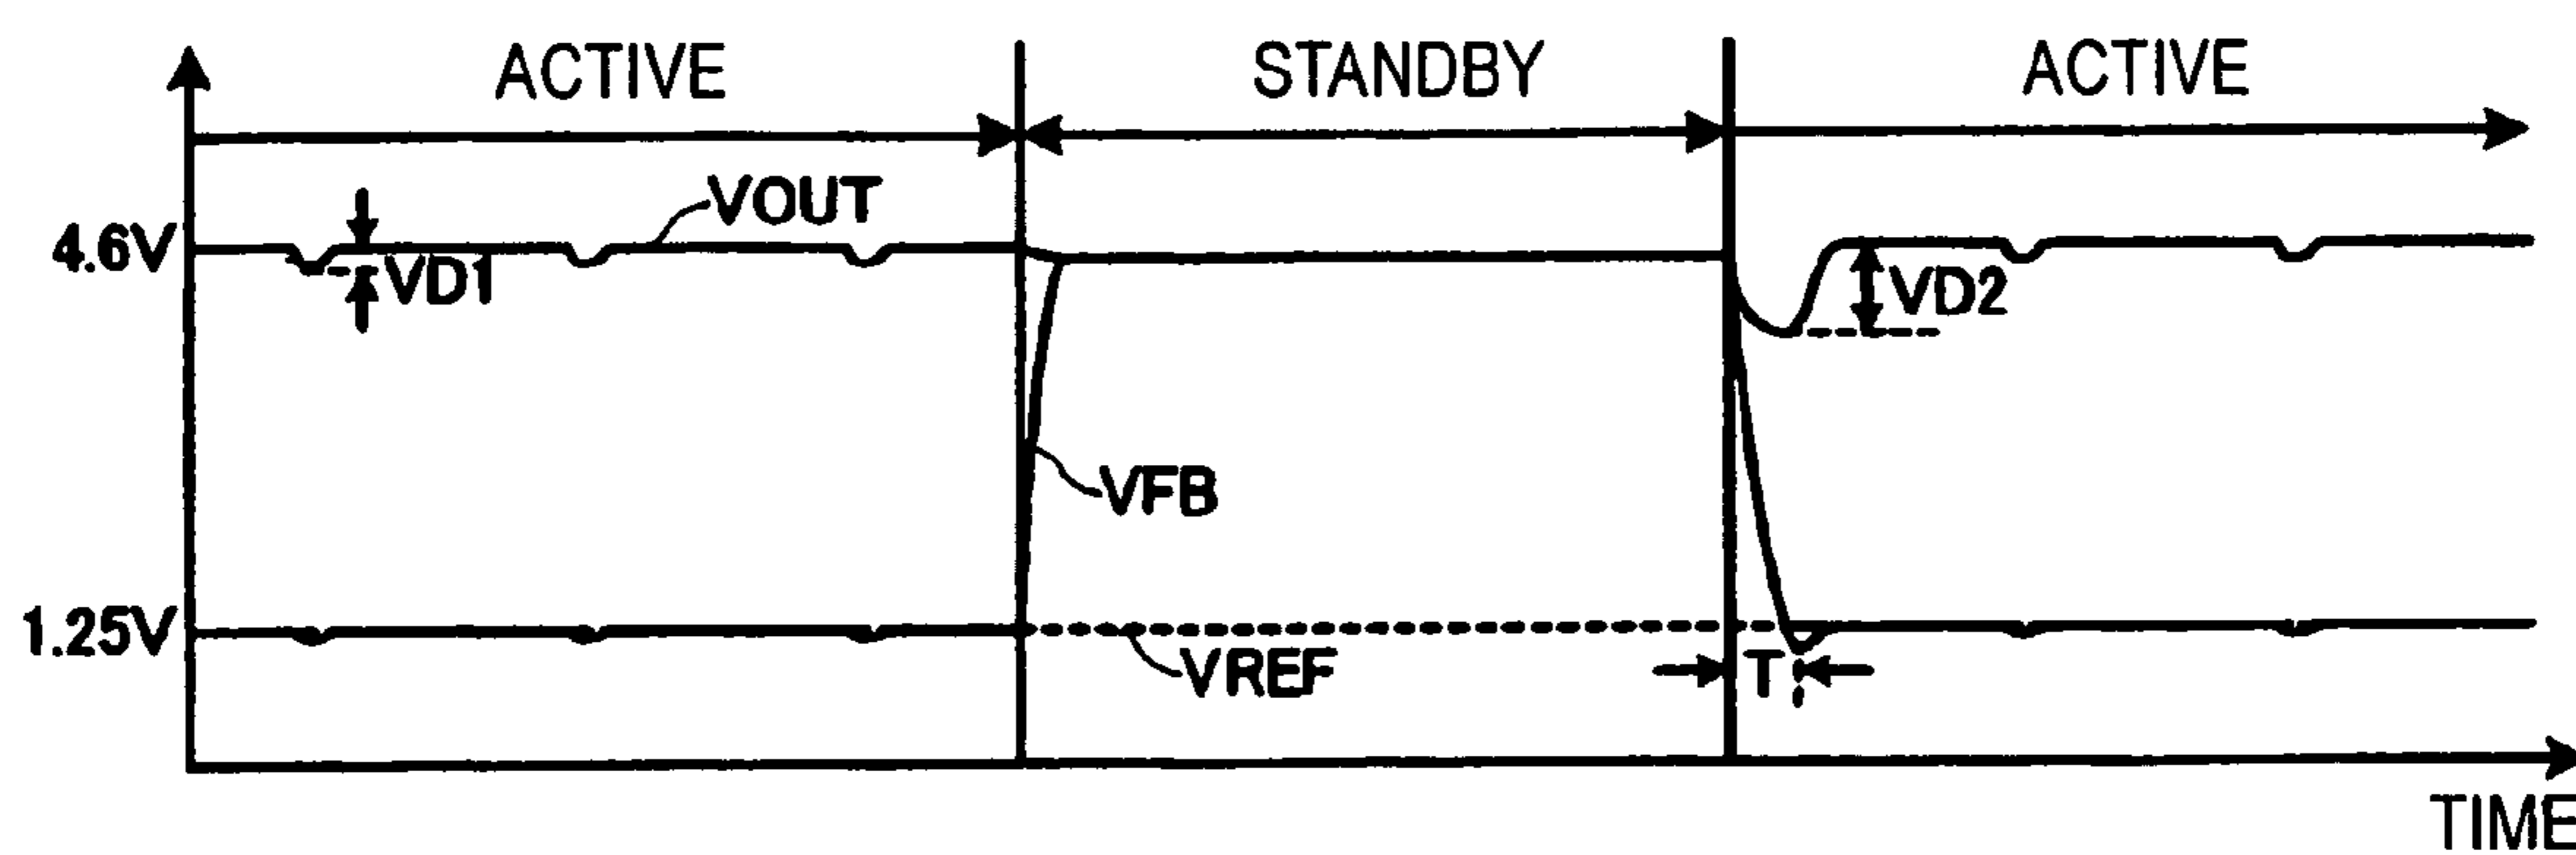 ACTIVE STANDBY ACTIVE
VOUT
4.6V
VD1
VD2
VFB
1.25V
VREF
T
TIME